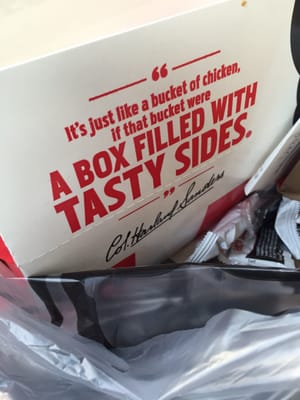 “
It's just like a bucket of chicken,
if that bucket were
A BOX FILLED WITH
TASTY SIDES.
”
Col. Harland Sanders